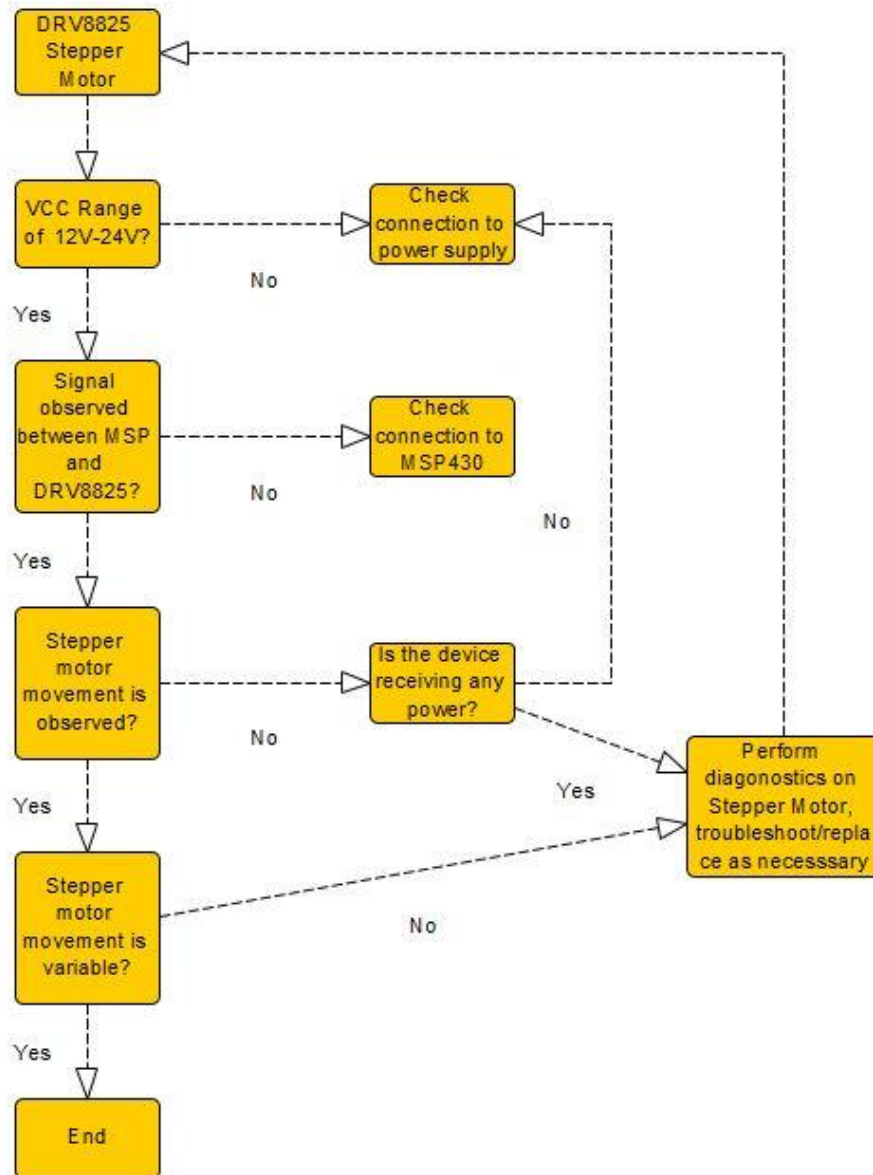 DRV8825
Stepper
Motor
VCC Range
of 12V-24V?
Check
connection to
power supply
No
Yes
Signal
observed
between MSP
and
DRV8825?
Check
connection to
MSP430
No
No
Yes
Stepper
motor
movement is
observed?
Is the device
receiving any
power?
No
Yes
Perform
diagonostics on
Stepper Motor,
troubleshoot/repla
ce as necesssary
Yes
Stepper
motor
movement is
variable?
No
Yes
End